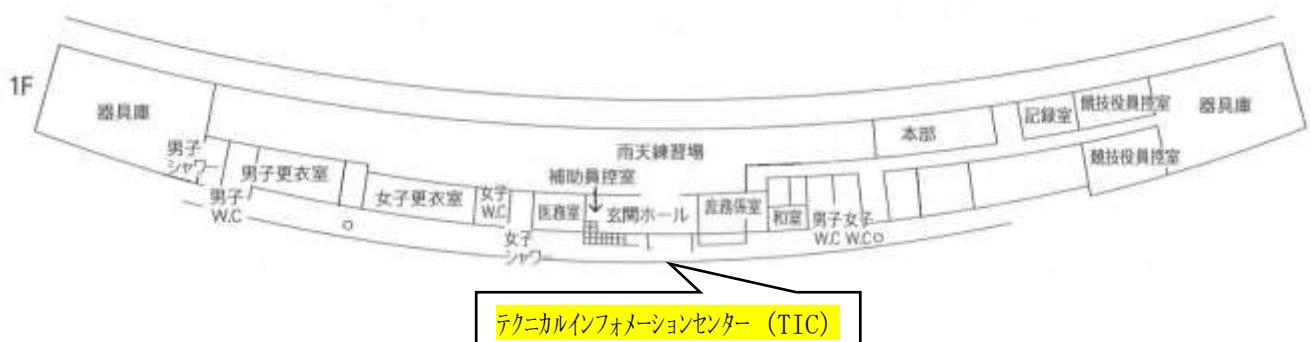 1F
器具庫
男子
シャワー
男子
W.C
男子更衣室
女子更衣室
女子
W.C
女子
シャワー
医務室
補助員控室
玄関ホール
雨天練習場
庶務係室
和室
男子
W.C
女子
W.C
本部
記録室
競技役員控室
競技役員控室
器具庫
テクニカルインフォメーションセンター (TIC)